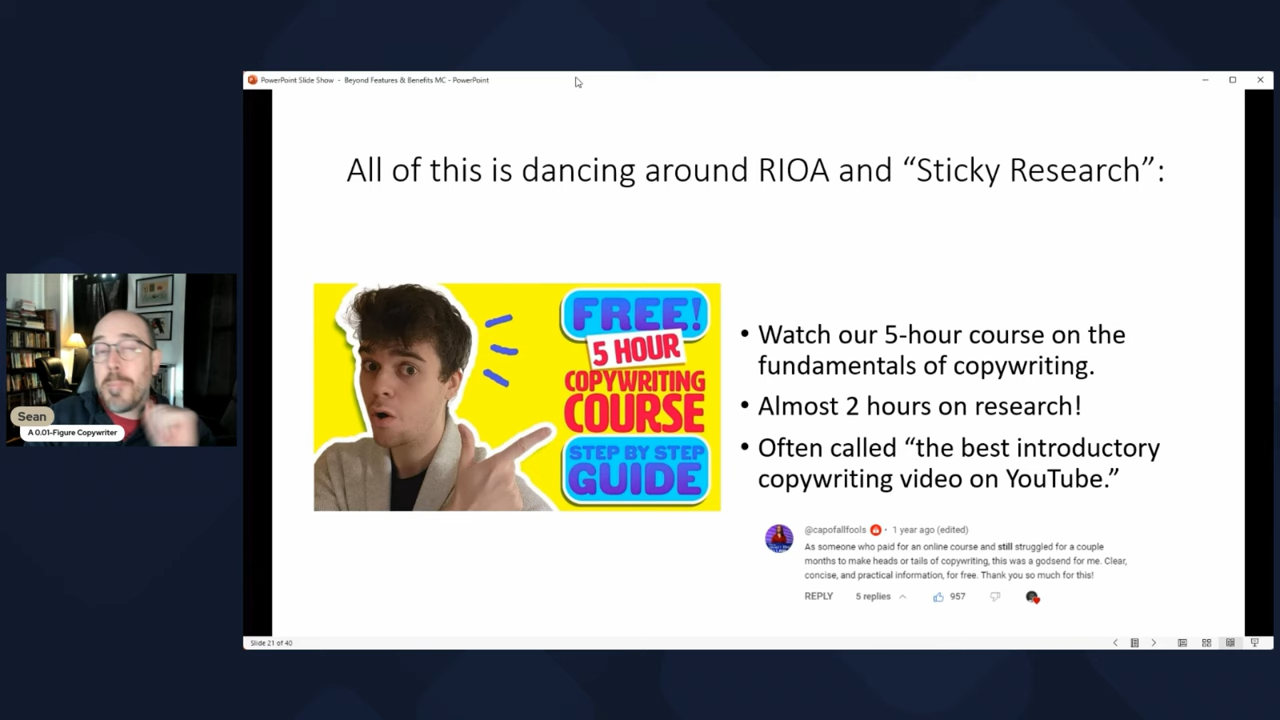 PowerPoint Slide Show - Beyond Features & Benefits MC - PowerPoint
All of this is dancing around RIOA and “Sticky Research”:
FREE!
5 HOUR
COPYWRITING
COURSE
STEP BY STEP
GUIDE
• Watch our 5-hour course on the
fundamentals of copywriting.
• Almost 2 hours on research!
• Often called “the best introductory
copywriting video on YouTube.”
@capofallfools • 1 year ago (edited)
As someone who paid for an online course and still struggled for a couple
months to make heads or tails of copywriting, this was a godsend for me. Clear,
concise, and practical information, for free. Thank you so much for this!
REPLY 5 replies 957
Sean
A 0.01-Figure Copywriter
Slide 21 of 40